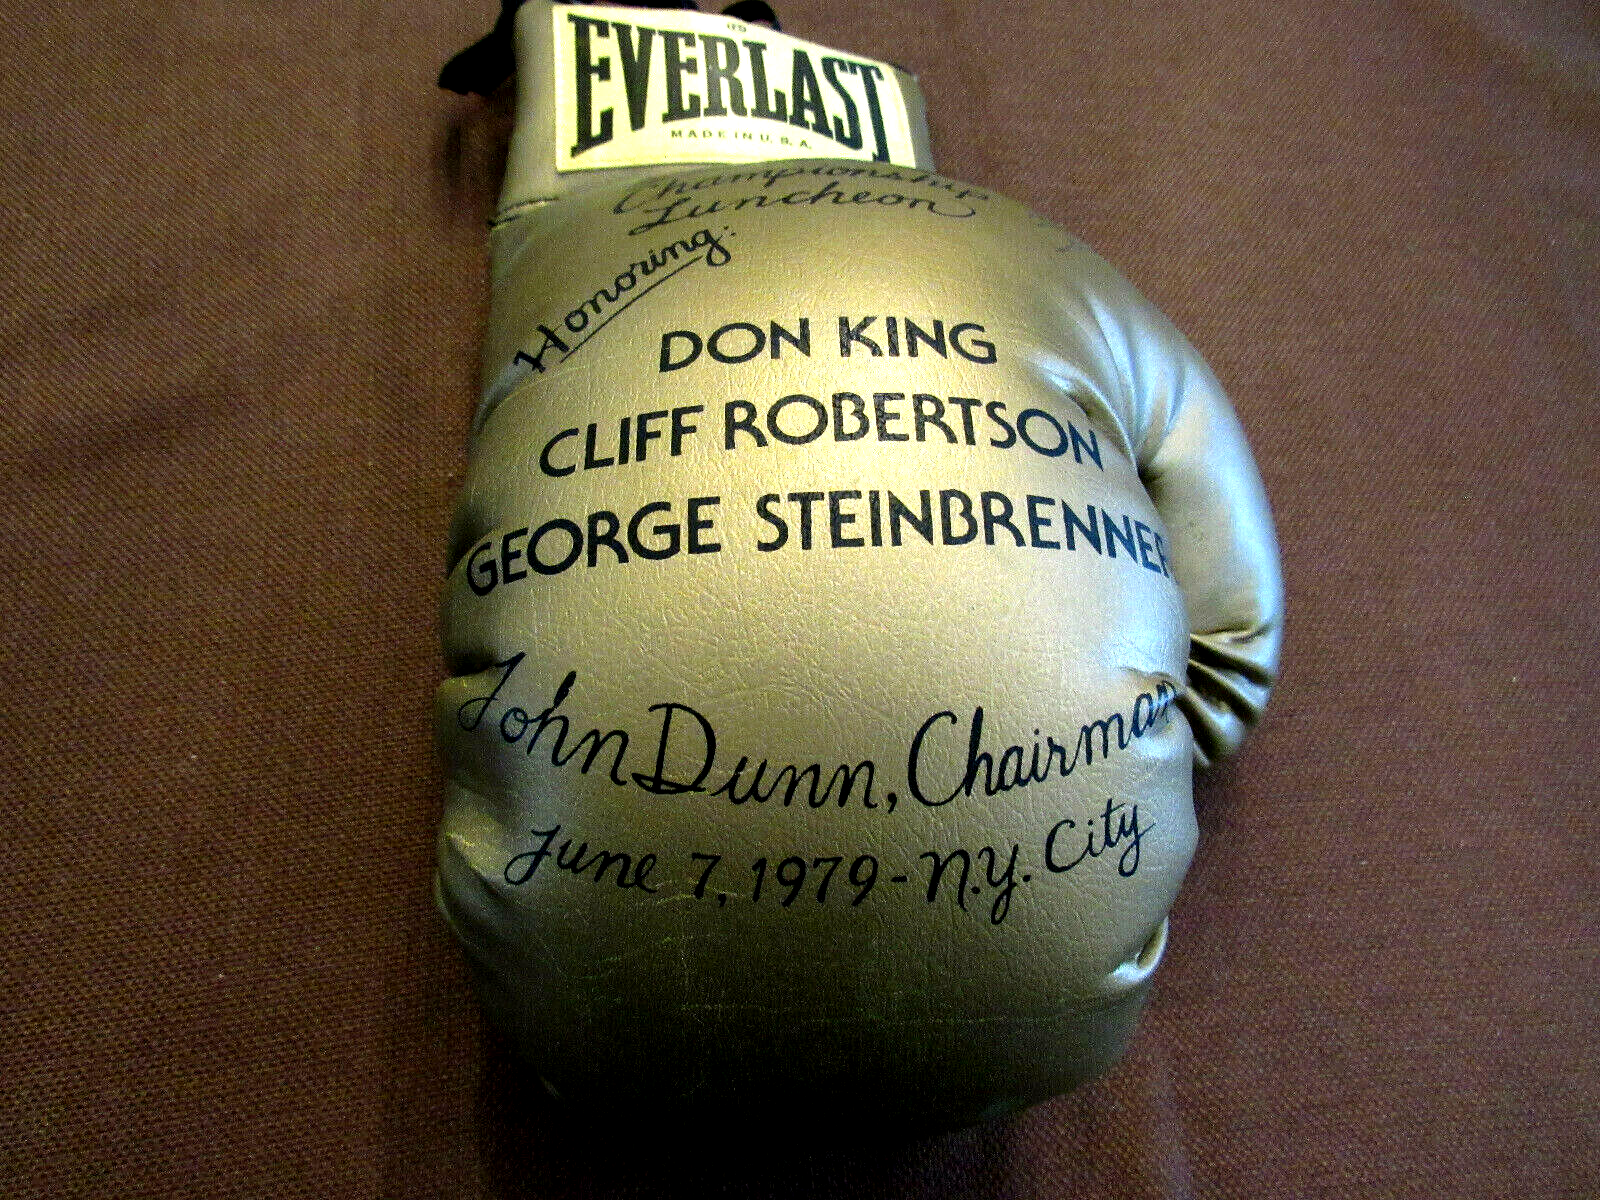 EVERLAST
MADE IN U.S.A.
Championship
Luncheon
Honoring:
DON KING
CLIFF ROBERTSON
GEORGE STEINBRENNER
John Dunn, Chairman
June 7, 1979 - N.Y. City